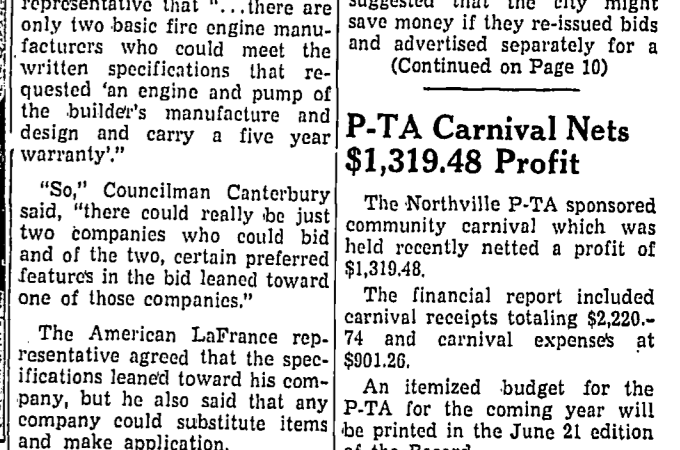 representative that "...there are
only two basic fire engine manu-
facturers who could meet the
written specifications that re-
quested 'an engine and pump of
the builder's manufacture and
design and carry a five year
warranty'."
"So," Councilman Canterbury
said, "there could really be just
two companies who could bid
and of the two, certain preferred
features in the bid leaned toward
one of those companies."
The American LaFrance rep-
resentative agreed that the spec-
ifications leaned toward his com-
pany, but he also said that any
company could substitute items
and make application.
suggested that the city might
save money if they re-issued bids
and advertised separately for a
(Continued on Page 10)
P-TA Carnival Nets
$1,319.48 Profit
The Northville P-TA sponsored
community carnival which was
held recently netted a profit of
$1,319.48.
The financial report included
carnival receipts totaling $2,220.-
74 and carnival expenses at
$901.26.
An itemized budget for the
P-TA for the coming year will
be printed in the June 21 edition
of the Record.